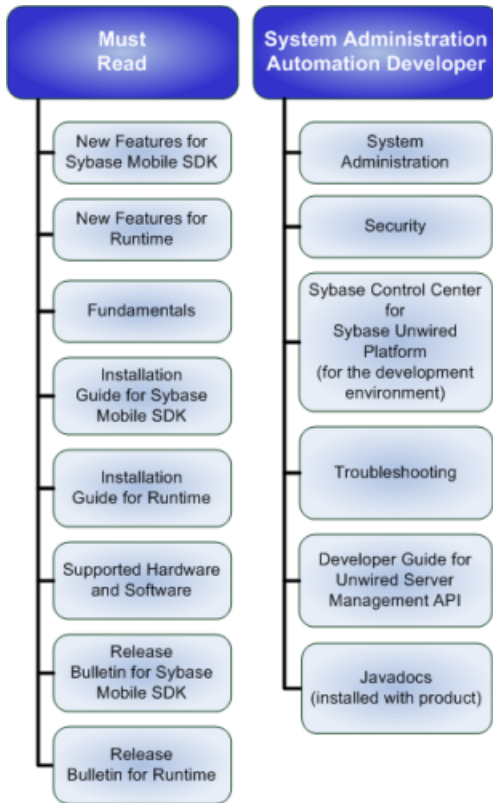 Must
Read
New Features for
Sybase Mobile SDK
New Features for
Runtime
Fundamentals
Installation
Guide for Sybase
Mobile SDK
Installation
Guide for Runtime
Supported Hardware
and Software
Release
Bulletin for Sybase
Mobile SDK
Release
Bulletin for Runtime
System Administration
Automation Developer
System
Administration
Security
Sybase Control Center
for
Sybase Unwired
Platform
(for the development
environment)
Troubleshooting
Developer Guide for
Unwired Server
Management API
Javadocs
(installed with product)